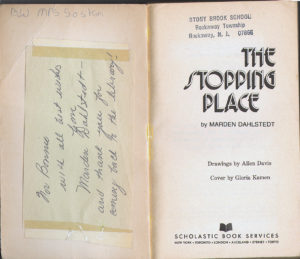 For Bonnie
with all best wishes
from
Marden Dahlstedt—
and thank you for
coming back to the library!
STONY BROOK SCHOOL
Rockaway Township
Rockaway, N. J. 07866
THE
STOPPING
PLACE
by MARDEN DAHLSTEDT
Drawings by Allen Davis
Cover by Gloria Kamen
SCHOLASTIC BOOK SERVICES
NEW YORK • TORONTO • LONDON • AUCKLAND • SYDNEY • TOKYO